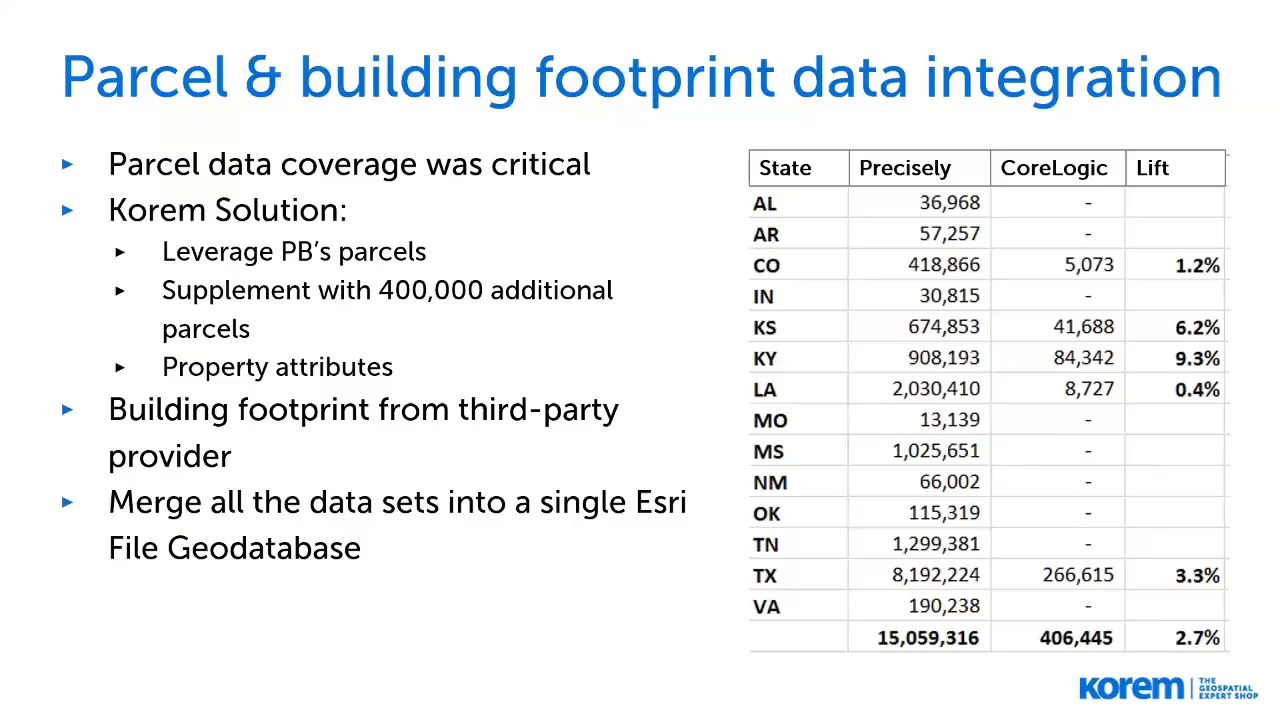 Parcel & building footprint data integration
Parcel data coverage was critical
Korem Solution:
Leverage PB's parcels
Supplement with 400,000 additional
parcels
Property attributes
Building footprint from third-party
provider
Merge all the data sets into a single Esri
File Geodatabase
State Precisely CoreLogic Lift
AL 36,968 -
AR 57,257 -
CO 418,866 5,073 1.2%
IN 30,815 -
KS 674,853 41,688 6.2%
KY 908,193 84,342 9.3%
LA 2,030,410 8,727 0.4%
MO 13,139 -
MS 1,025,651 -
NM 66,002 -
OK 115,319 -
TN 1,299,381 -
TX 8,192,224 266,615 3.3%
VA 190,238 -
15,059,316 406,445 2.7%
korem
THE
GEOSPATIAL
EXPERT SHOP